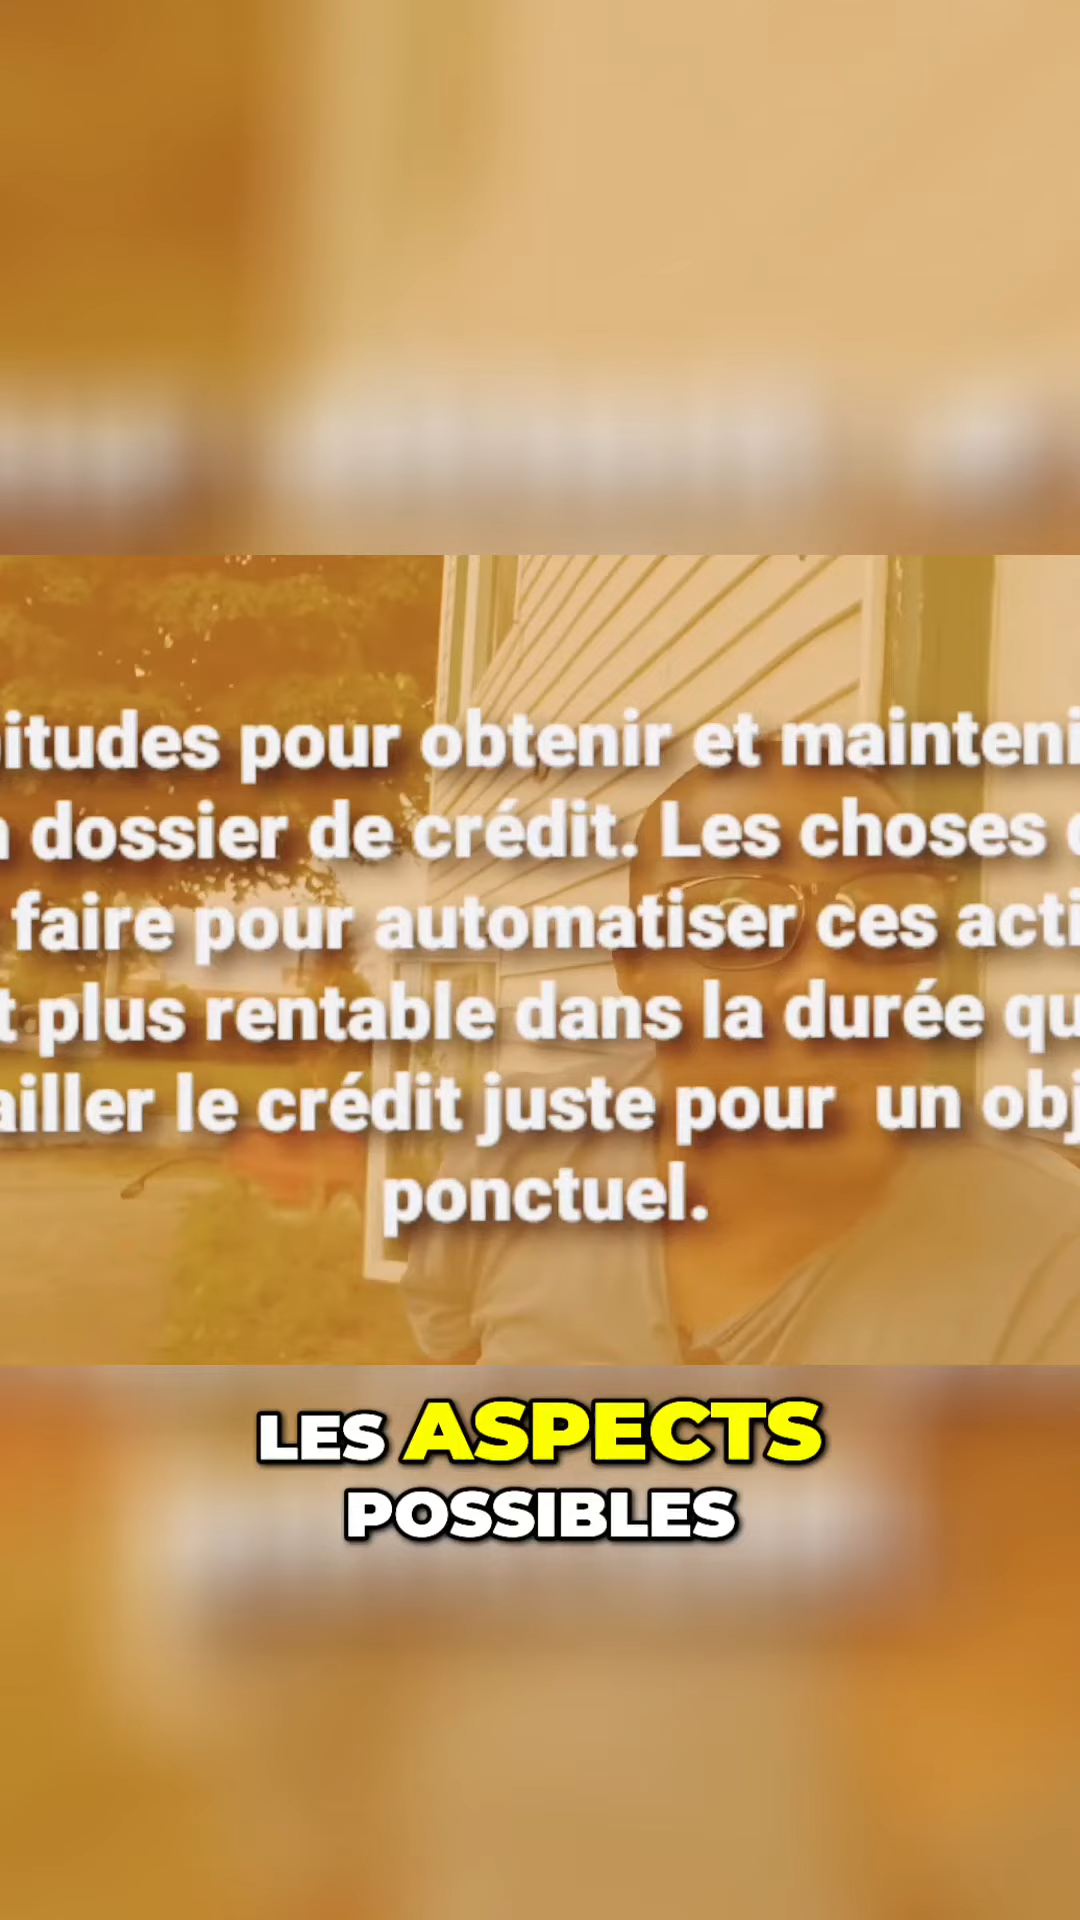 itudes pour obtenir et mainteni
dossier de crédit. Les choses
faire pour automatiser ces acti
t plus rentable dans la durée qu
ailler le crédit juste pour un obj
ponctuel.
LES ASPECTS
POSSIBLES